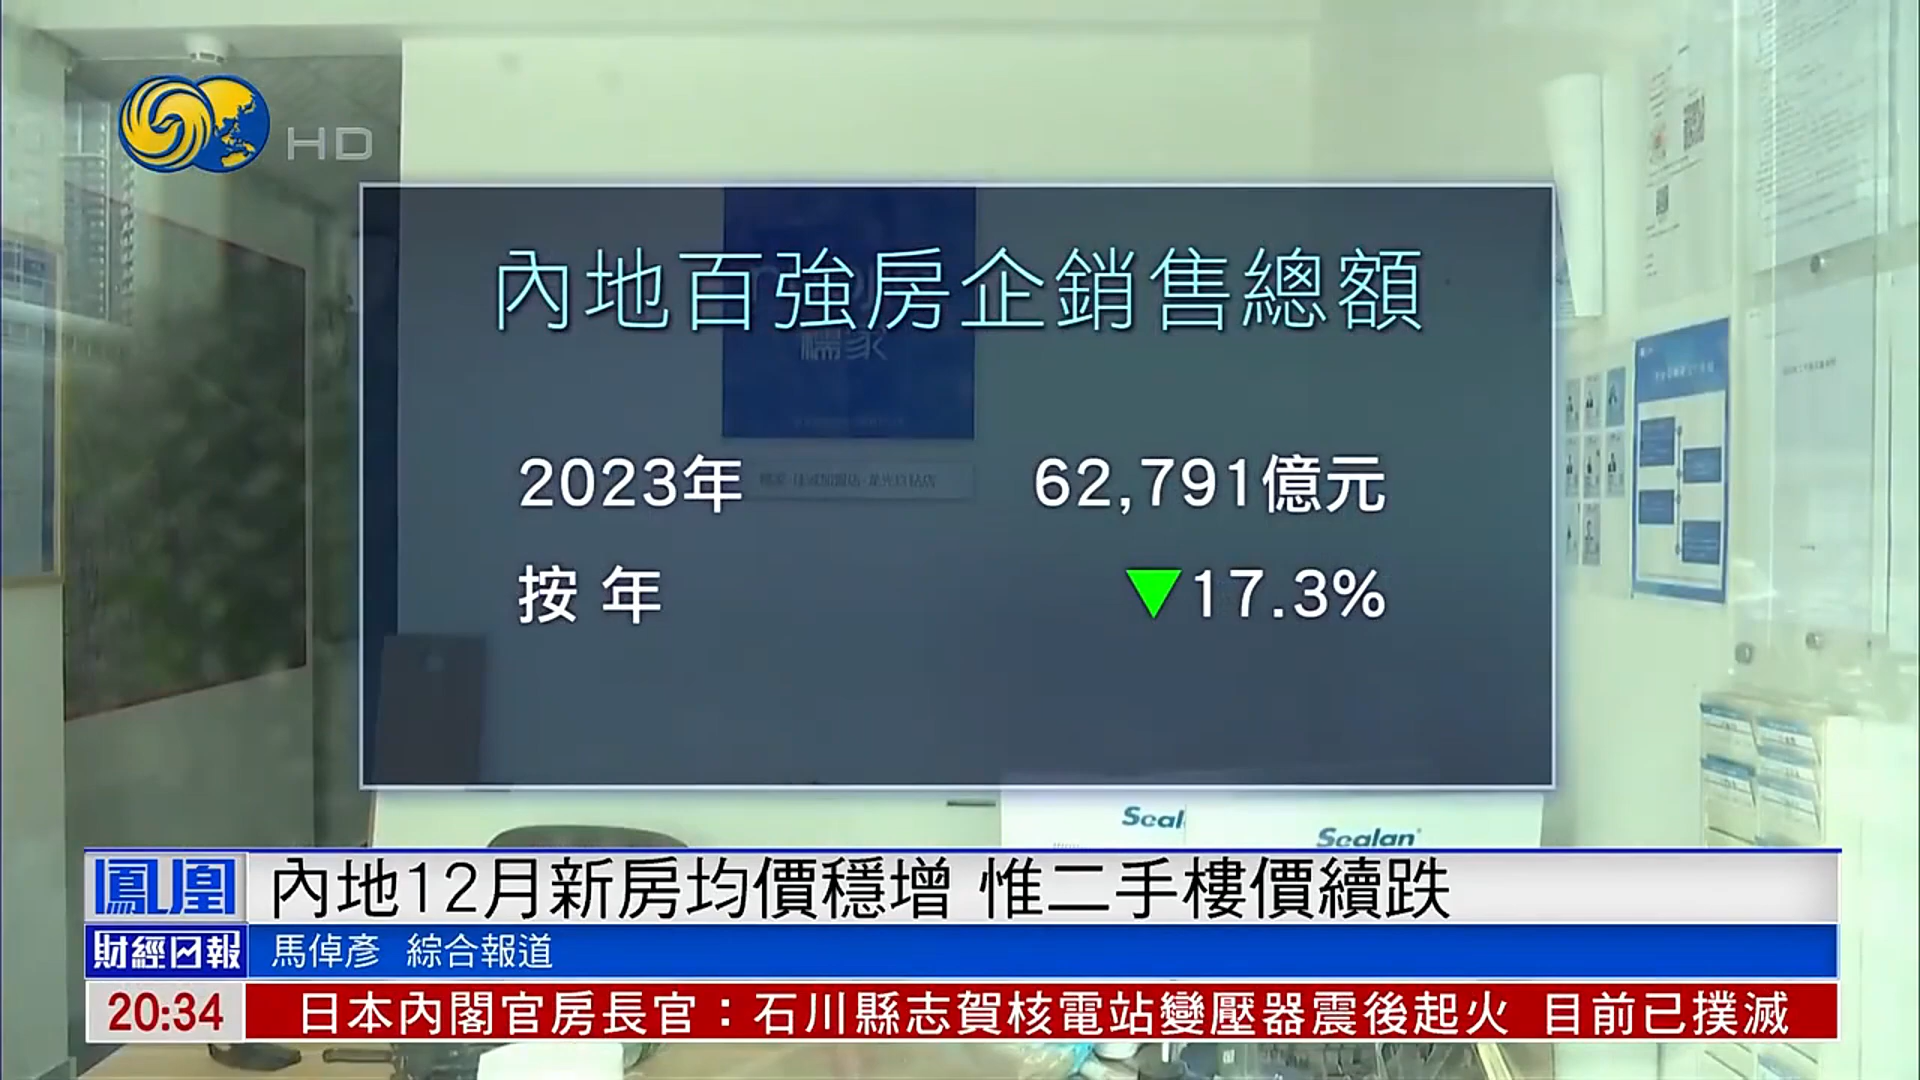 HD
內地百強房企銷售總額
儒家
2023年 62,791億元
按年 ▼17.3%
Seal
Sealan
鳳凰 內地12月新房均價穩增 惟二手樓價續跌
財經日報 馬倬彥 綜合報道
20:34 日本內閣官房長官：石川縣志賀核電站變壓器震後起火 目前已撲滅